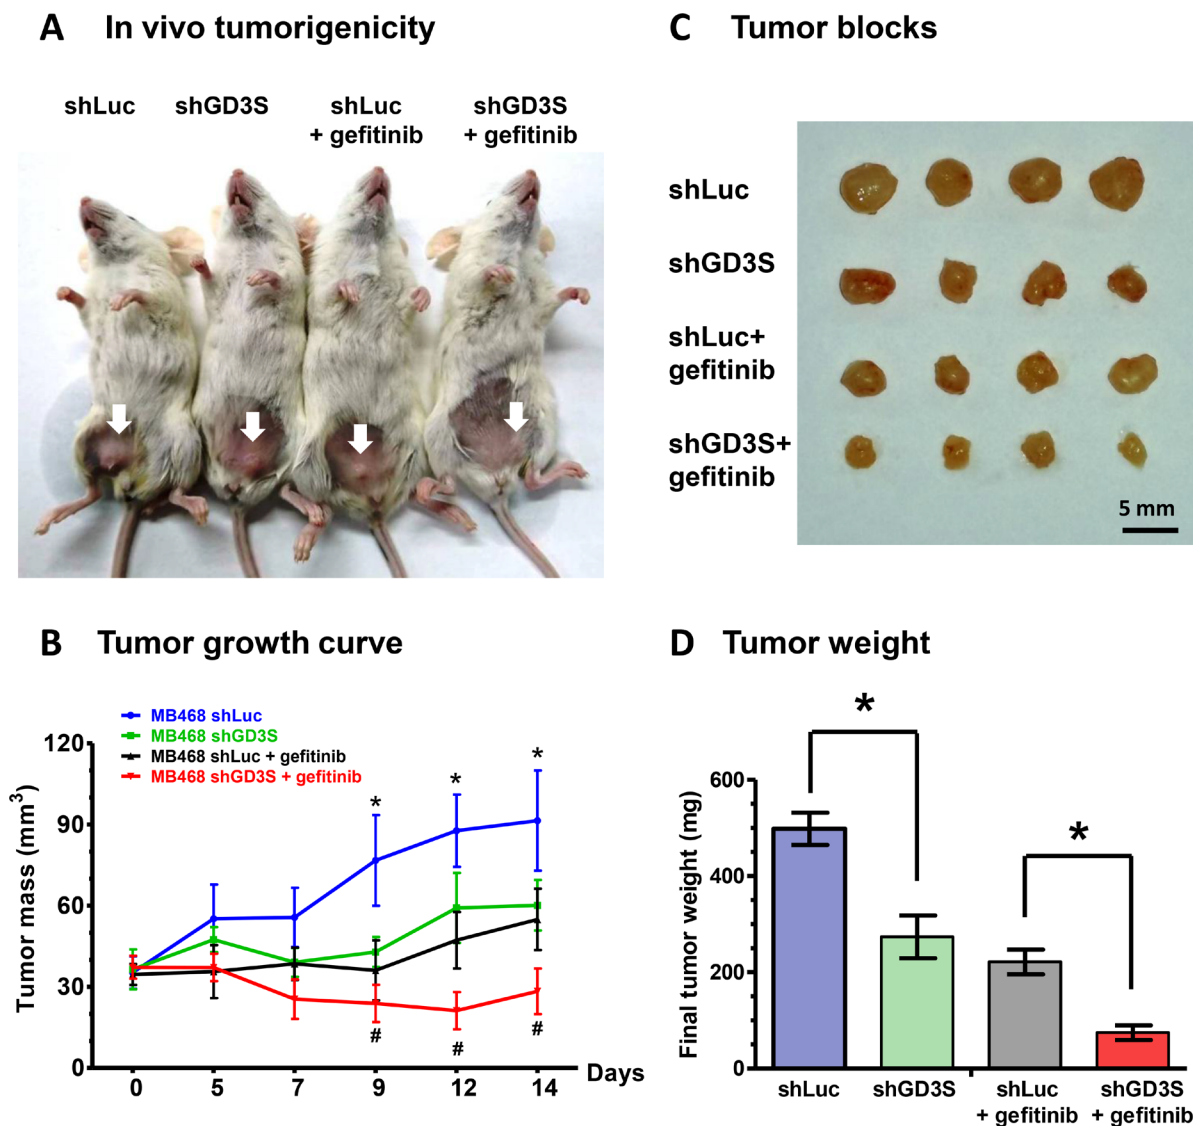 A In vivo tumorigenicity
shLuc
shGD3S
shLuc
+ gefitinib
shGD3S
+ gefitinib
B Tumor growth curve
MB468 shLuc
MB468 shGD3S
MB468 shLuc + gefitinib
MB468 shGD3S + gefitinib
Tumor mass (mm³)
120
90
60
30
0
* * *
# # #
0 5 7 9 12 14 Days
C Tumor blocks
shLuc
shGD3S
shLuc+
gefitinib
shGD3S+
gefitinib
5 mm
D Tumor weight
Final tumor weight (mg)
600
400
200
0
*
*
shLuc
shGD3S
shLuc
+ gefitinib
shGD3S
+ gefitinib